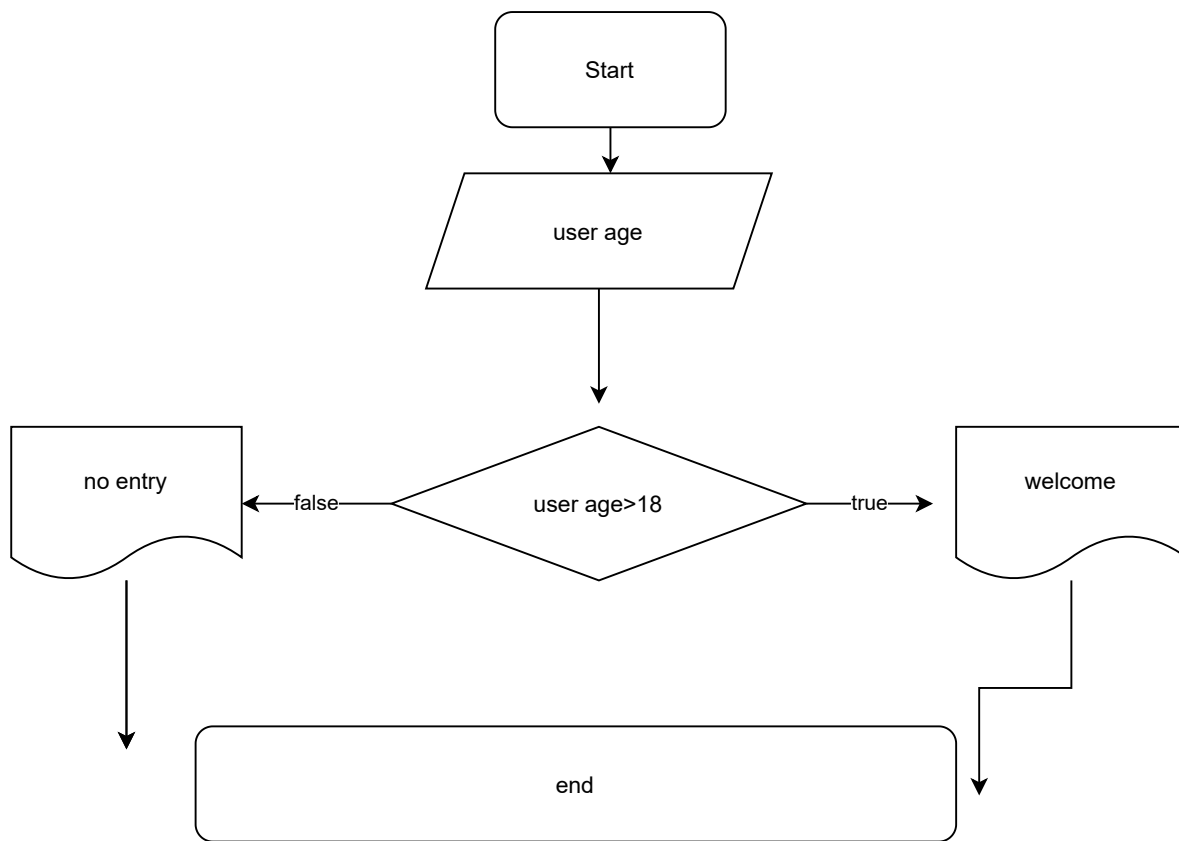 Start
user age
no entry
false
user age>18
true
welcome
end